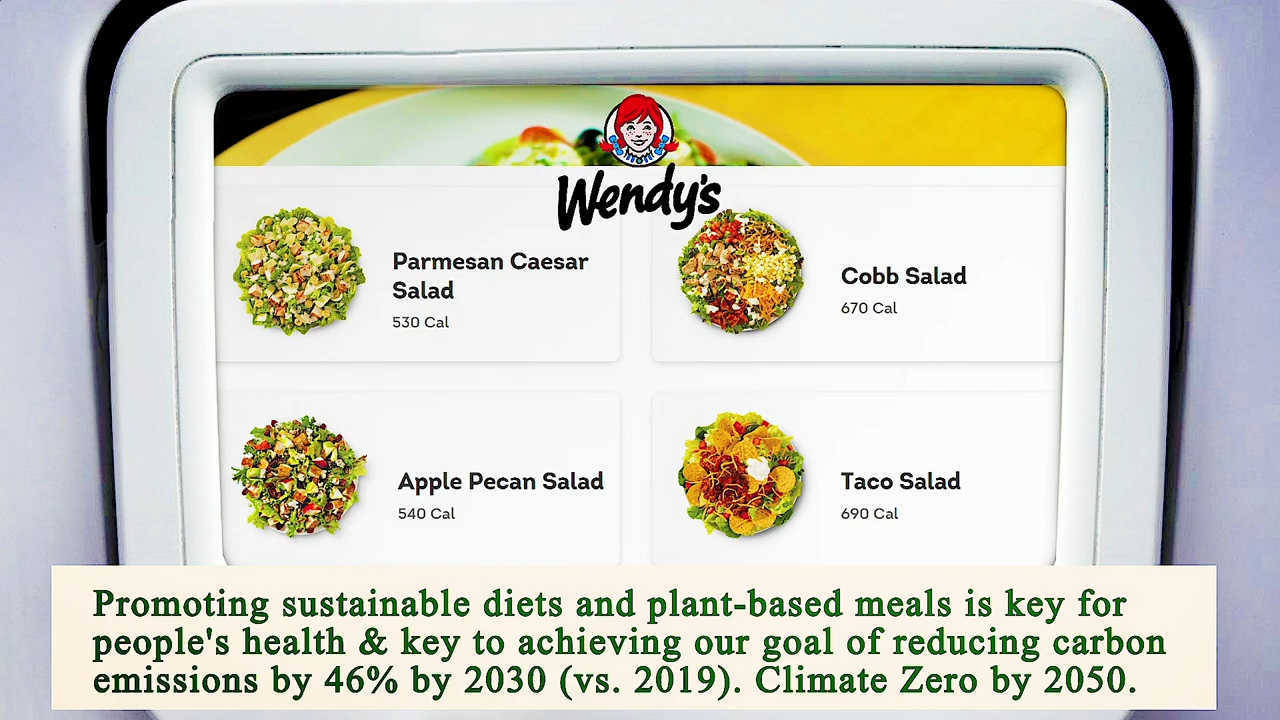 Wendy's
Parmesan Caesar
Salad
530 Cal
Cobb Salad
670 Cal
Apple Pecan Salad
540 Cal
Taco Salad
690 Cal
Promoting sustainable diets and plant-based meals is key for
people's health & key to achieving our goal of reducing carbon
emissions by 46% by 2030 (vs. 2019). Climate Zero by 2050.